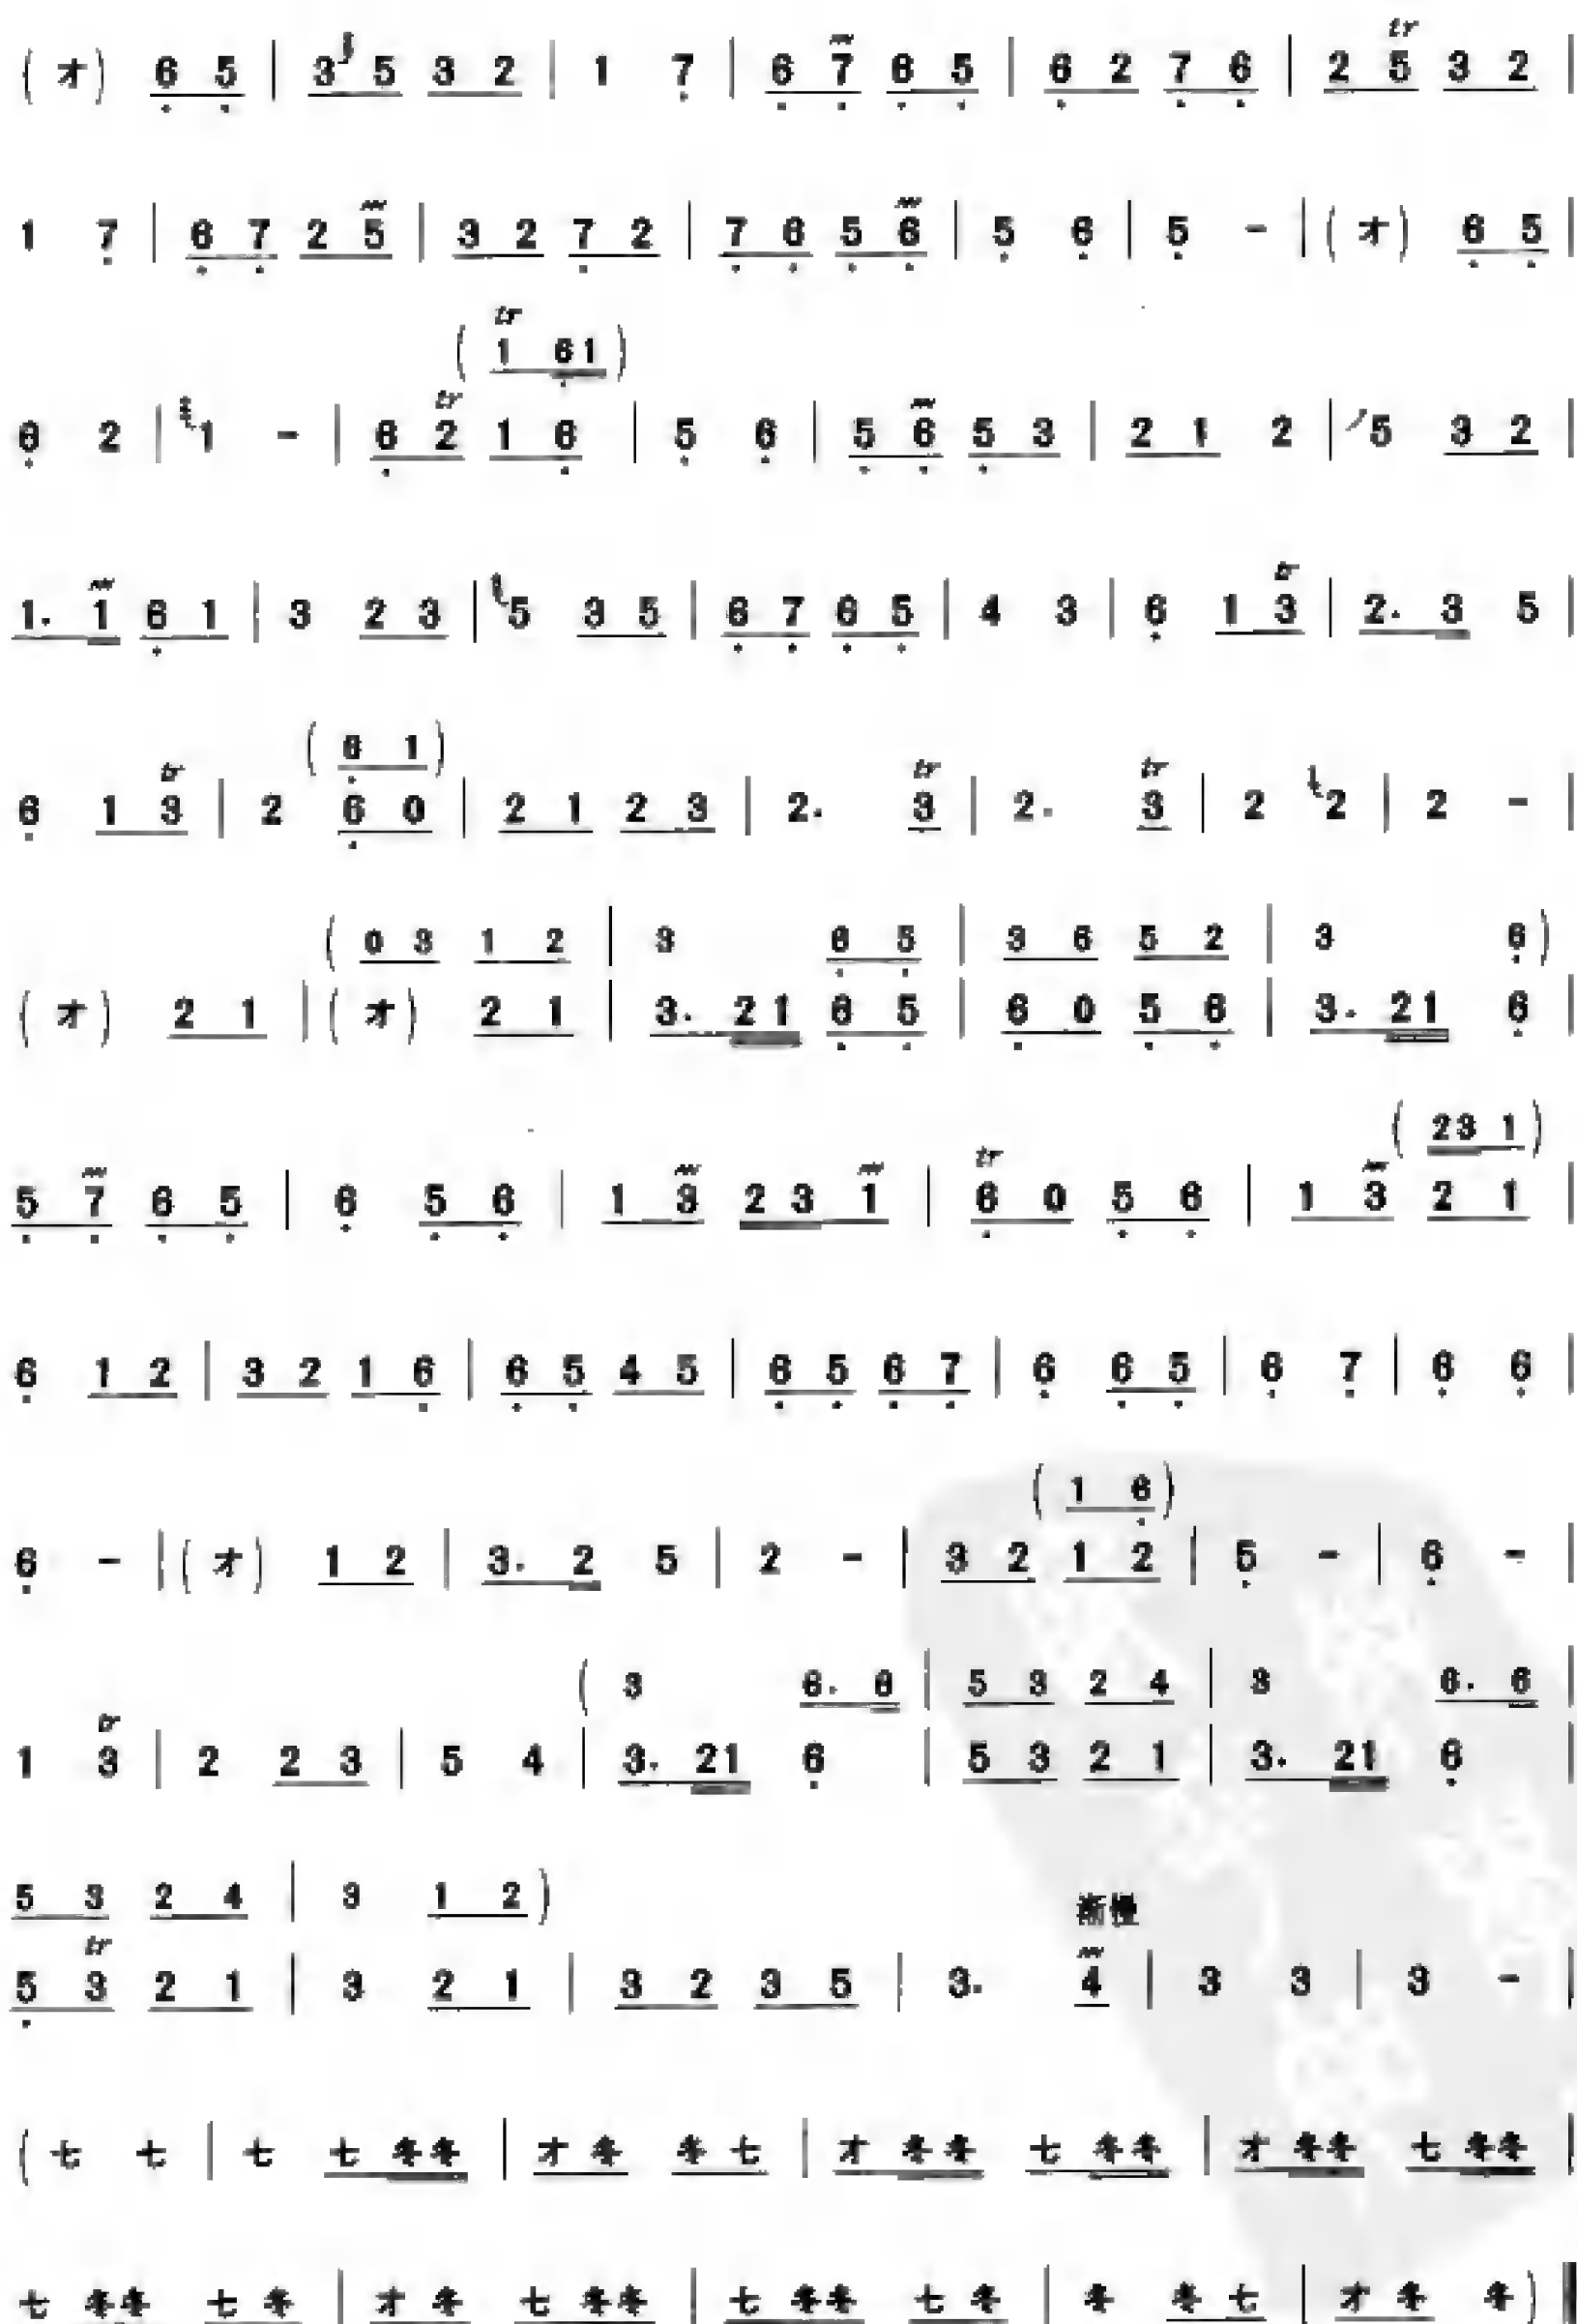 (才) 6 5 | 3 5 3 2 | 1 7 | 6 7 6 5 | 6 2 7 6 | 2 5 3 2 |
1 7 | 6 7 2 5 | 3 2 7 2 | 7 6 5 6 | 5 6 | 5 - | (才) 6 5 |
( 1 61 )
6 2 | 1 - | 6 2 1 6 | 5 6 | 5 6 5 3 | 2 1 2 | 5 3 2 |
1. 1 6 1 | 3 2 3 | 5 3 5 | 6 7 6 5 | 4 3 | 6 1 3 | 2. 3 5 |
( 6 1 )
6 1 3 | 2 6 0 | 2 1 2 3 | 2. 3 | 2. 3 | 2 2 | 2 - |
( 0 3 1 2 | 3 6 5 | 3 6 5 2 | 3 6 )
(才) 2 1 | (才) 2 1 | 3. 21 6 5 | 6 0 5 6 | 3. 21 6 |
( 23 1 )
5 7 6 5 | 6 5 6 | 1 3 23 1 | 6 0 5 6 | 1 3 2 1 |
6 1 2 | 3 2 1 6 | 6 5 4 5 | 6 5 6 7 | 6 6 5 | 6 7 | 6 6 |
( 1 6 )
6 - | (才) 1 2 | 3. 2 5 | 2 - | 3 2 1 2 | 5 - | 6 - |
( 3 6. 6 | 5 3 2 4 | 3 6. 6 |
1 3 | 2 2 3 | 5 4 | 3. 21 6 | 5 3 2 1 | 3. 21 6 |
5 3 2 4 | 3 1 2 )
渐慢
5 3 2 1 | 3 2 1 | 3 2 3 5 | 3. 4 | 3 3 | 3 - |
( 七 七 | 七 七 冬冬 | 才 冬 冬 七 | 才 冬冬 七 冬冬 | 才 冬冬 七 冬冬 |
七 冬冬 七 冬 | 才 冬 七 冬冬 | 七 冬冬 七 冬 | 冬 冬 七 | 才 冬 冬 ) ‖